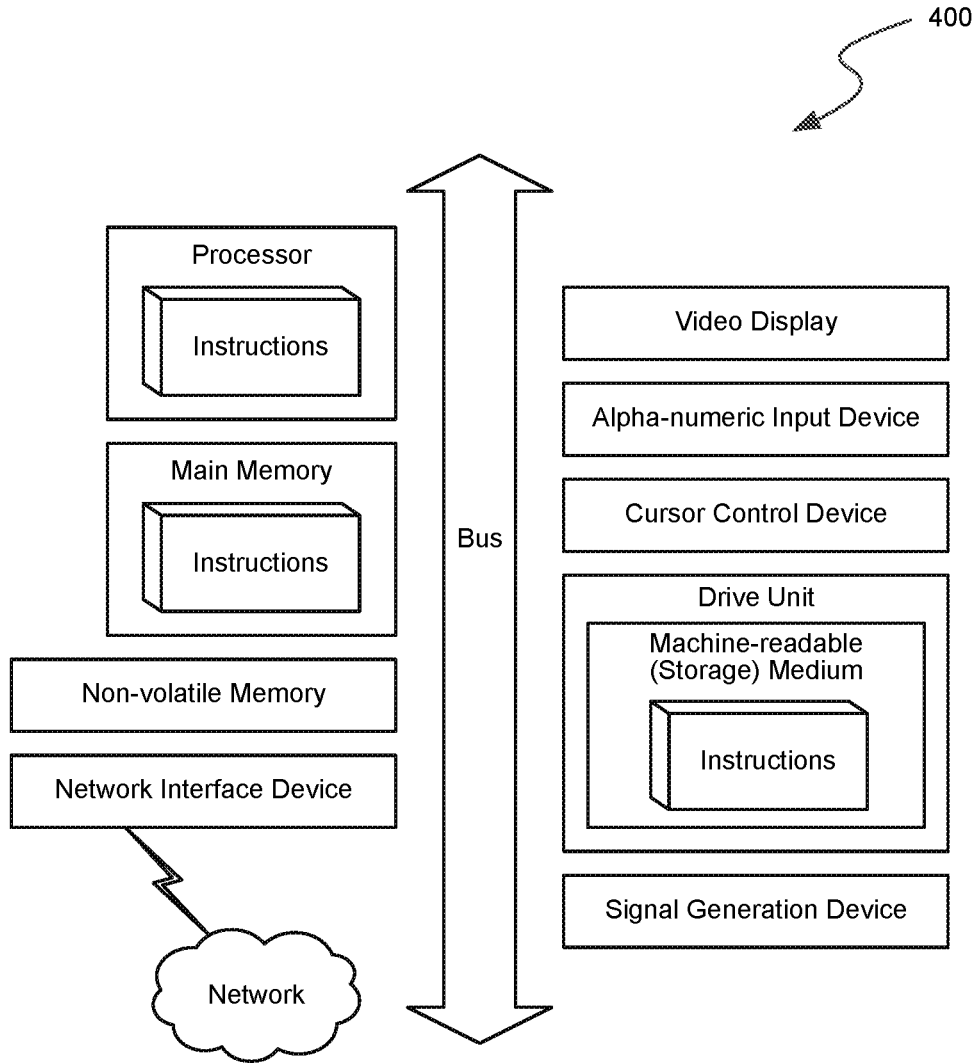 400
Processor
Instructions
Main Memory
Instructions
Non-volatile Memory
Network Interface Device
Network
Bus
Video Display
Alpha-numeric Input Device
Cursor Control Device
Drive Unit
Machine-readable
(Storage) Medium
Instructions
Signal Generation Device